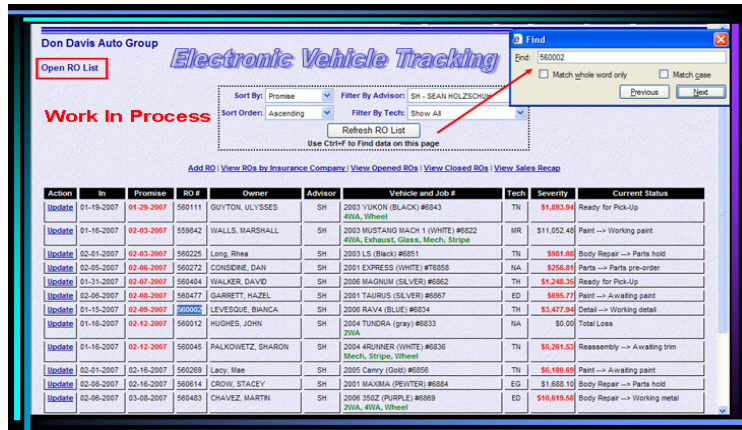 Don Davis Auto Group
Electronic Vehicle Tracking
Open RO List
Work In Process
Find
Find: 560002
Match whole word only Match case
Previous Next
Sort By: Promise Filter By Advisor: SH - SEAN HOLZSCHUH
Sort Order: Ascending Filter By Tech: Show All
Refresh RO List
Use Ctrl+F to Find data on this page
Add RO | View ROs by Insurance Company | View Opened ROs | View Closed ROs | View Sales Recap
Action In Promise RO # Owner Advisor Vehicle and Job # Tech Severity Current Status
Update 01-19-2007 01-29-2007 560111 GUYTON, ULYSSES SH 2003 YUKON (BLACK) #6843 TN $1,893.94 Ready for Pick-Up
4WA, Wheel
Update 01-16-2007 02-03-2007 559842 WALLS, MARSHALL SH 2003 MUSTANG MACH 1 (WHITE) #6822 MR $11,052.48 Paint --> Working paint
4WA, Exhaust, Glass, Mech, Stripe
Update 02-01-2007 02-03-2007 560225 Long, Rhea SH 2003 LS (Black) #6851 TN $981.08 Body Repair --> Parts hold
Update 02-05-2007 02-06-2007 560272 CONSIDINE, DAN SH 2001 EXPRESS (WHITE) #T6858 NA $256.81 Parts --> Parts pre-order
Update 01-31-2007 02-07-2007 560404 WALKER, DAVID SH 2006 MAGNUM (SILVER) #6862 TH $1,248.35 Ready for Pick-Up
Update 02-06-2007 02-08-2007 560477 GARRETT, HAZEL SH 2001 TAURUS (SILVER) #6867 ED $695.77 Paint --> Awaiting paint
Update 01-15-2007 02-09-2007 560002 LEVESQUE, BIANCA SH 2006 RAV4 (BLUE) #6834 TH $3,477.94 Detail --> Working detail
Update 01-16-2007 02-12-2007 560012 HUGHES, JOHN SH 2004 TUNDRA (gray) #6833 NA $0.00 Total Loss
2WA
Update 01-16-2007 02-12-2007 560045 PALKOWETZ, SHARON SH 2004 4RUNNER (WHITE) #6836 TN $5,261.53 Reassembly --> Awaiting trim
Mech, Stripe, Wheel
Update 02-01-2007 02-16-2007 560269 Lacy, Mae SH 2005 Camry (Gold) #6856 TN $6,180.69 Paint --> Awaiting paint
Update 02-08-2007 02-16-2007 560614 CROW, STACEY SH 2001 MAXIMA (PEWTER) #6884 EG $1,688.10 Body Repair --> Parts hold
Update 02-06-2007 03-08-2007 560483 CHAVEZ, MARTIN SH 2006 350Z (PURPLE) #6869 ED $10,619.58 Body Repair --> Working metal
2WA, 4WA, Wheel